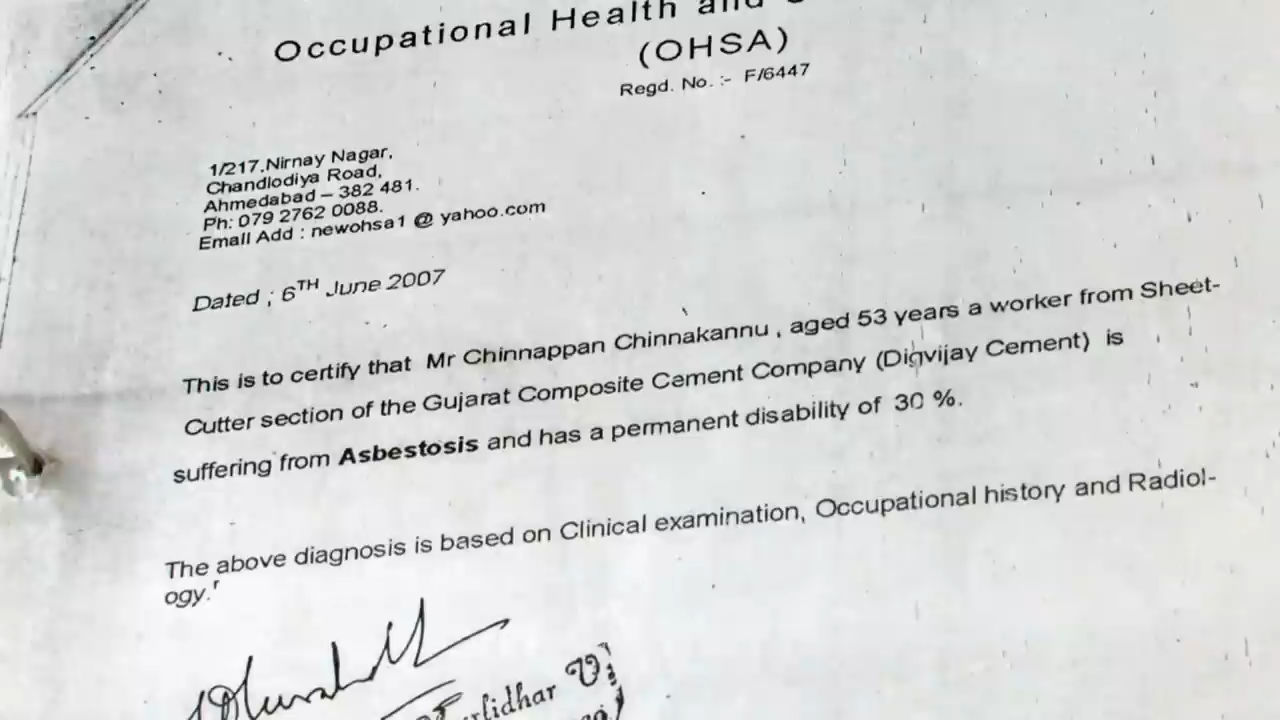 Occupational Health and
(OHSA)
Regd. No. :- F/6447
1/217.Nirnay Nagar,
Chandlodiya Road,
Ahmedabad – 382 481.
Ph: 079 2762 0088.
Email Add : newohsa1 @ yahoo.com
Dated ; 6TH June 2007
This is to certify that Mr Chinnappan Chinnakannu , aged 53 years a worker from Sheet-
Cutter section of the Gujarat Composite Cement Company (Digvijay Cement) is
suffering from Asbestosis and has a permanent disability of 30 %.
The above diagnosis is based on Clinical examination, Occupational history and Radiol-
ogy.